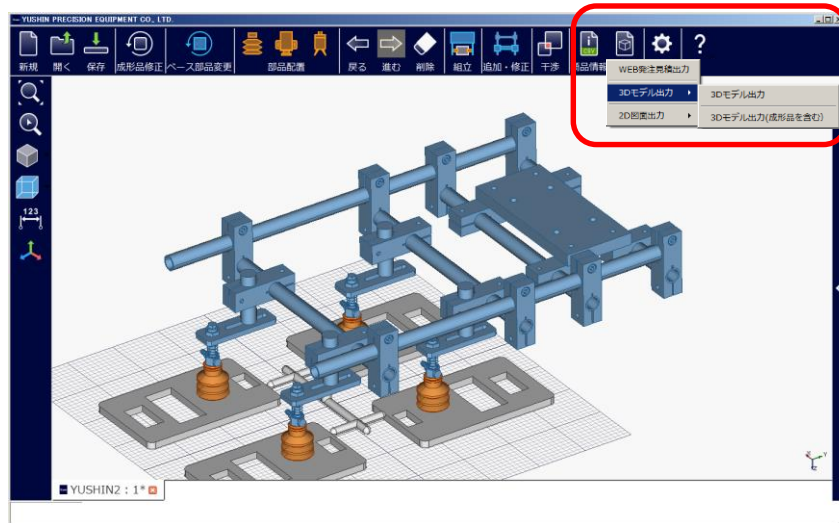 YUSHIN PRECISION EQUIPMENT CO., LTD.
新規 開く 保存 成形品修正 ベース部品変更 部品配置 戻る 進む 削除 組立 追加・修正 干渉 商品情報
CSV
?
WEB発注見積出力
3Dモデル出力
3Dモデル出力
3Dモデル出力(成形品を含む)
2D図面出力
123
YUSHIN2 : 1*